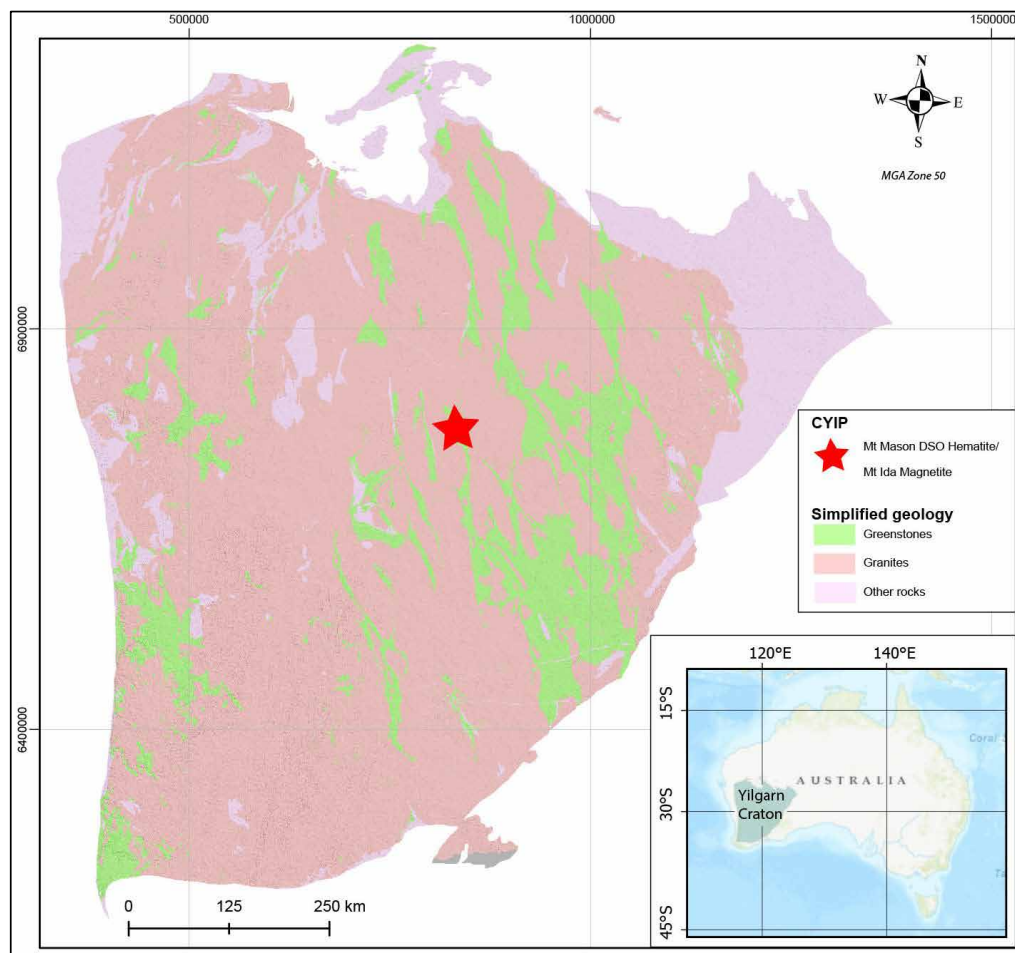 500000
1000000
1500000
N
W
E
S
MGA Zone 50
6900000
6400000
CYIP
Mt Mason DSO Hematite/
Mt Ida Magnetite
Simplified geology
Greenstones
Granites
Other rocks
0
125
250 km
120°E
140°E
15°S
30°S
45°S
Coral
AUSTRALIA
Yilgarn
Craton